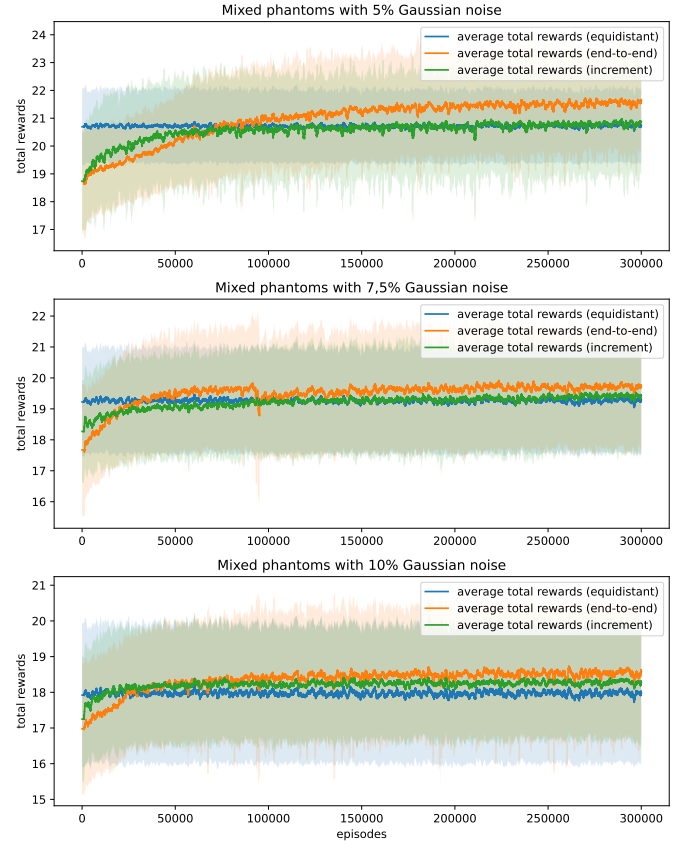 Mixed phantoms with 5% Gaussian noise
24
23
22
21
20
19
18
17
total rewards
average total rewards (equidistant)
average total rewards (end-to-end)
average total rewards (increment)
0 50000 100000 150000 200000 250000 300000
Mixed phantoms with 7,5% Gaussian noise
22
21
20
19
18
17
16
total rewards
average total rewards (equidistant)
average total rewards (end-to-end)
average total rewards (increment)
0 50000 100000 150000 200000 250000 300000
Mixed phantoms with 10% Gaussian noise
21
20
19
18
17
16
15
total rewards
average total rewards (equidistant)
average total rewards (end-to-end)
average total rewards (increment)
0 50000 100000 150000 200000 250000 300000
episodes